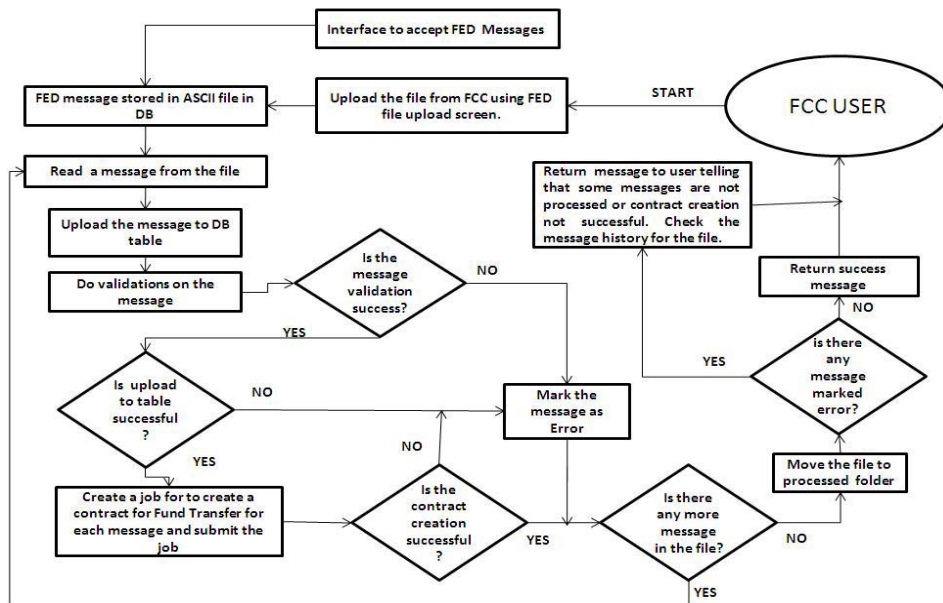 Interface to accept FED Messages
FED message stored in ASCII file in
DB
Upload the file from FCC using FED
file upload screen.
START
FCC USER
Read a message from the file
Return message to user telling
that some messages are not
processed or contract creation
not successful. Check the
message history for the file.
Upload the message to DB
table
Do validations on the
message
Is the
message
validation
success?
NO
YES
Return success
message
NO
is there
any
message
marked
error?
YES
Is upload
to table
successful
?
NO
YES
Mark the
message as
Error
NO
Move the file to
processed folder
Create a job for to create a
contract for Fund Transfer for
each message and submit the
job
Is the
contract
creation
successful
?
YES
Is there
any more
message
in the file?
NO
YES